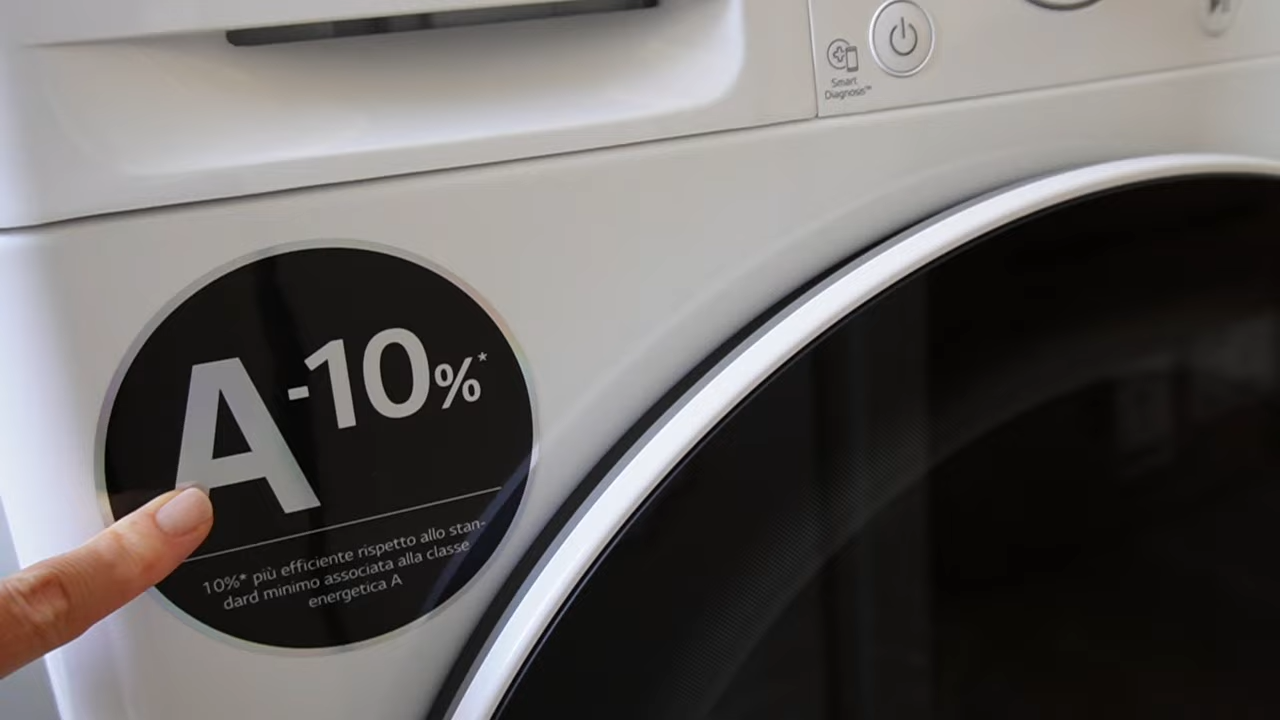 Smart
Diagnosis™
A-10%*
10%* più efficiente rispetto allo stan-
dard minimo associata alla classe
energetica A